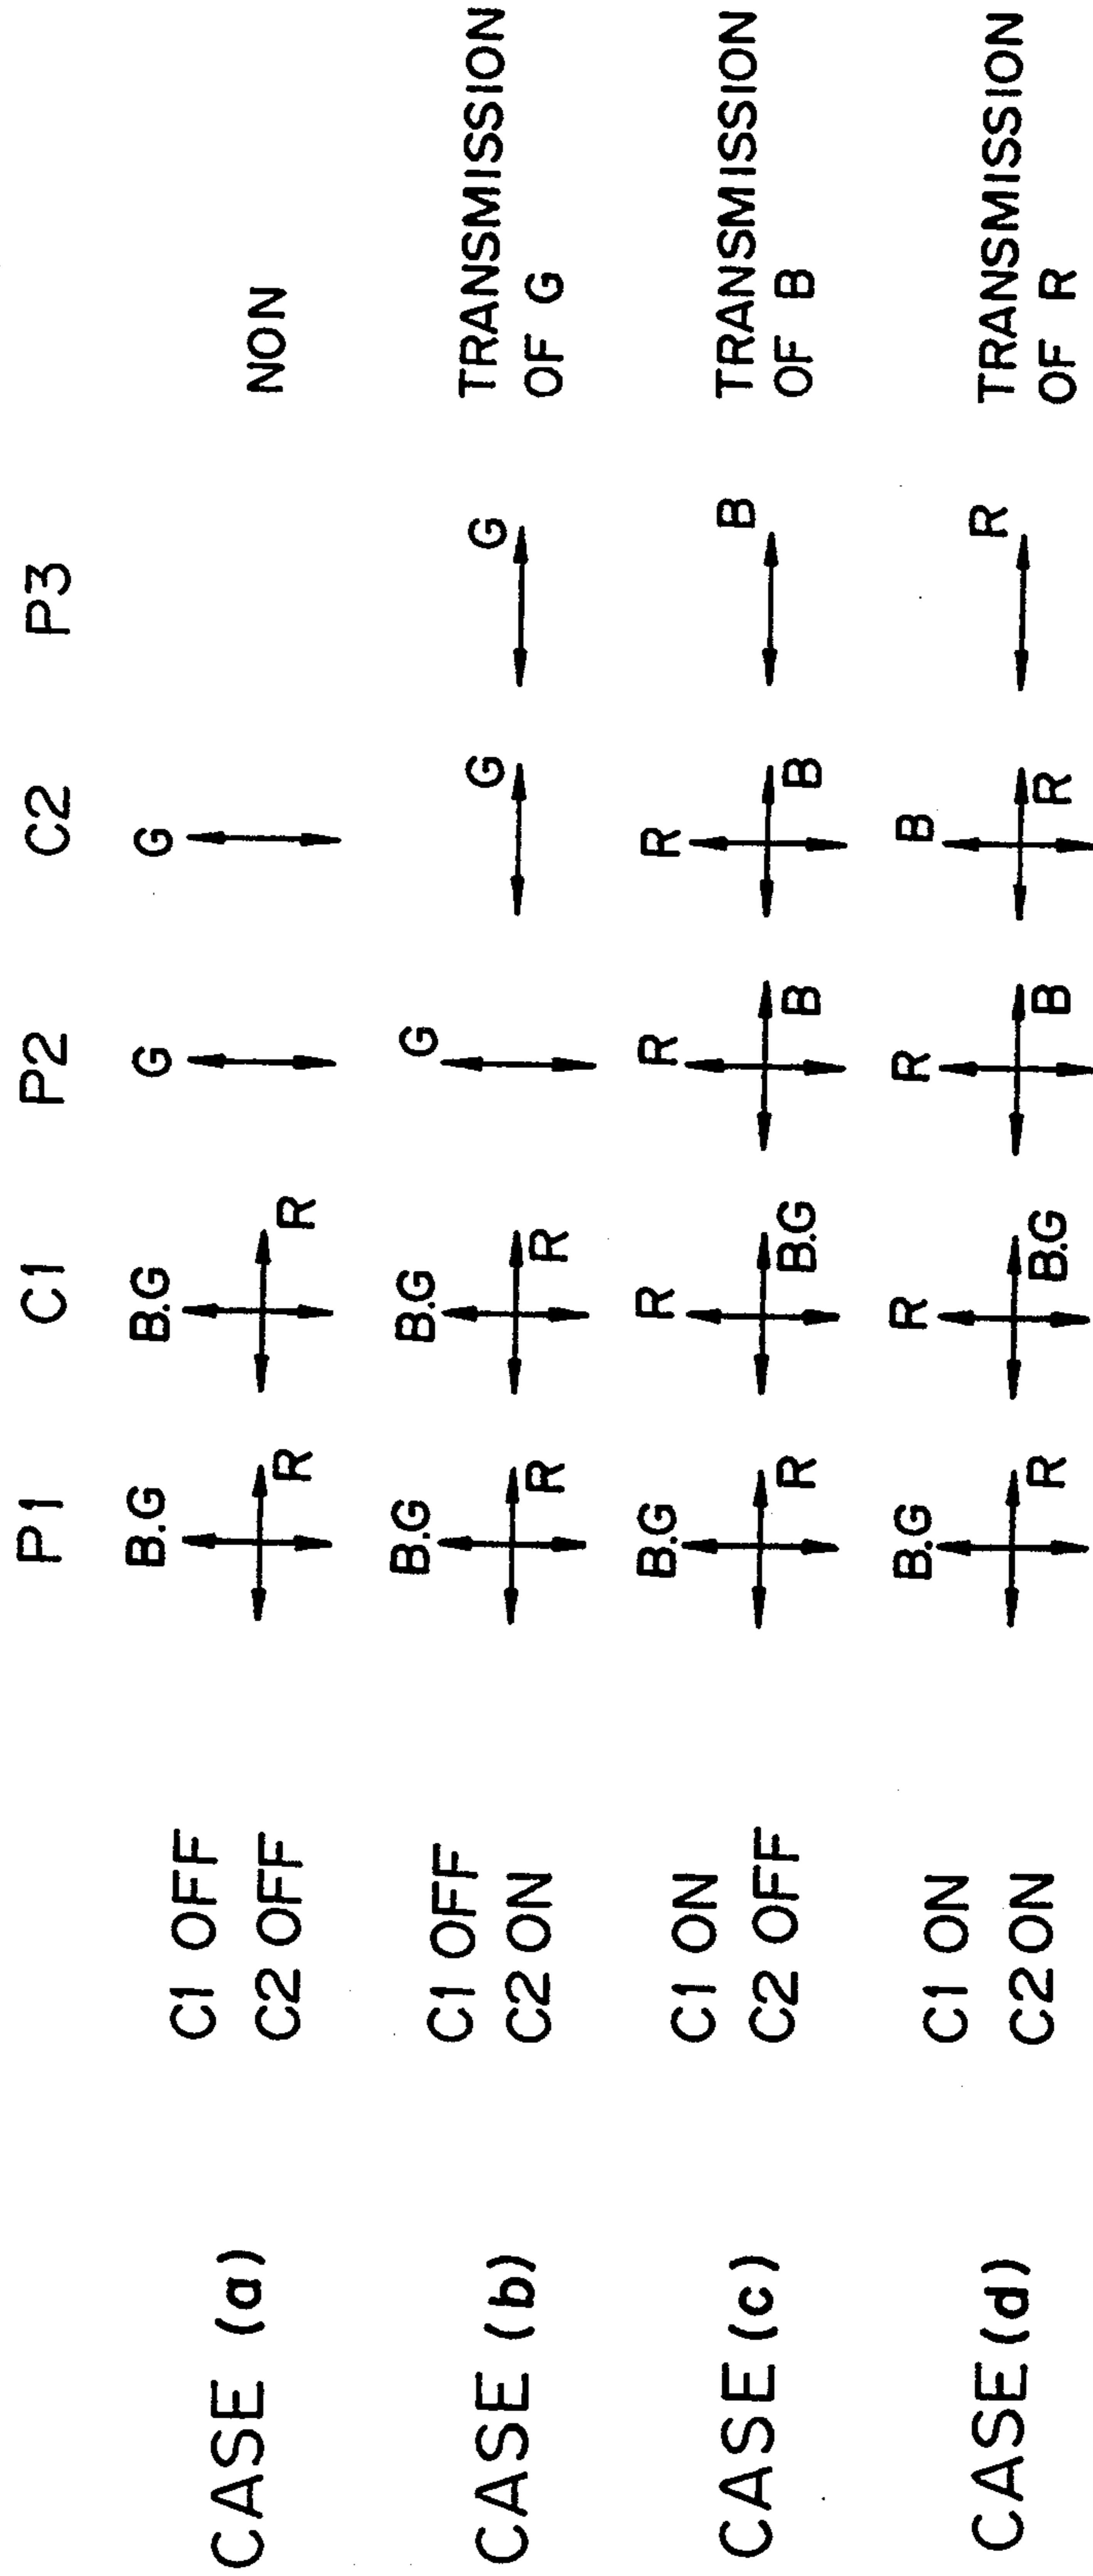 P1 C1 P2 C2 P3
CASE (a)
C1 OFF
C2 OFF
B.G R
B.G R
G
G
NON
CASE (b)
C1 OFF
C2 ON
B.G R
B.G R
G
G
G
TRANSMISSION
OF G
CASE (c)
C1 ON
C2 OFF
B.G R
R B.G
R B
R B
B
TRANSMISSION
OF B
CASE (d)
C1 ON
C2 ON
B.G R
R B.G
R B
B R
R
TRANSMISSION
OF R